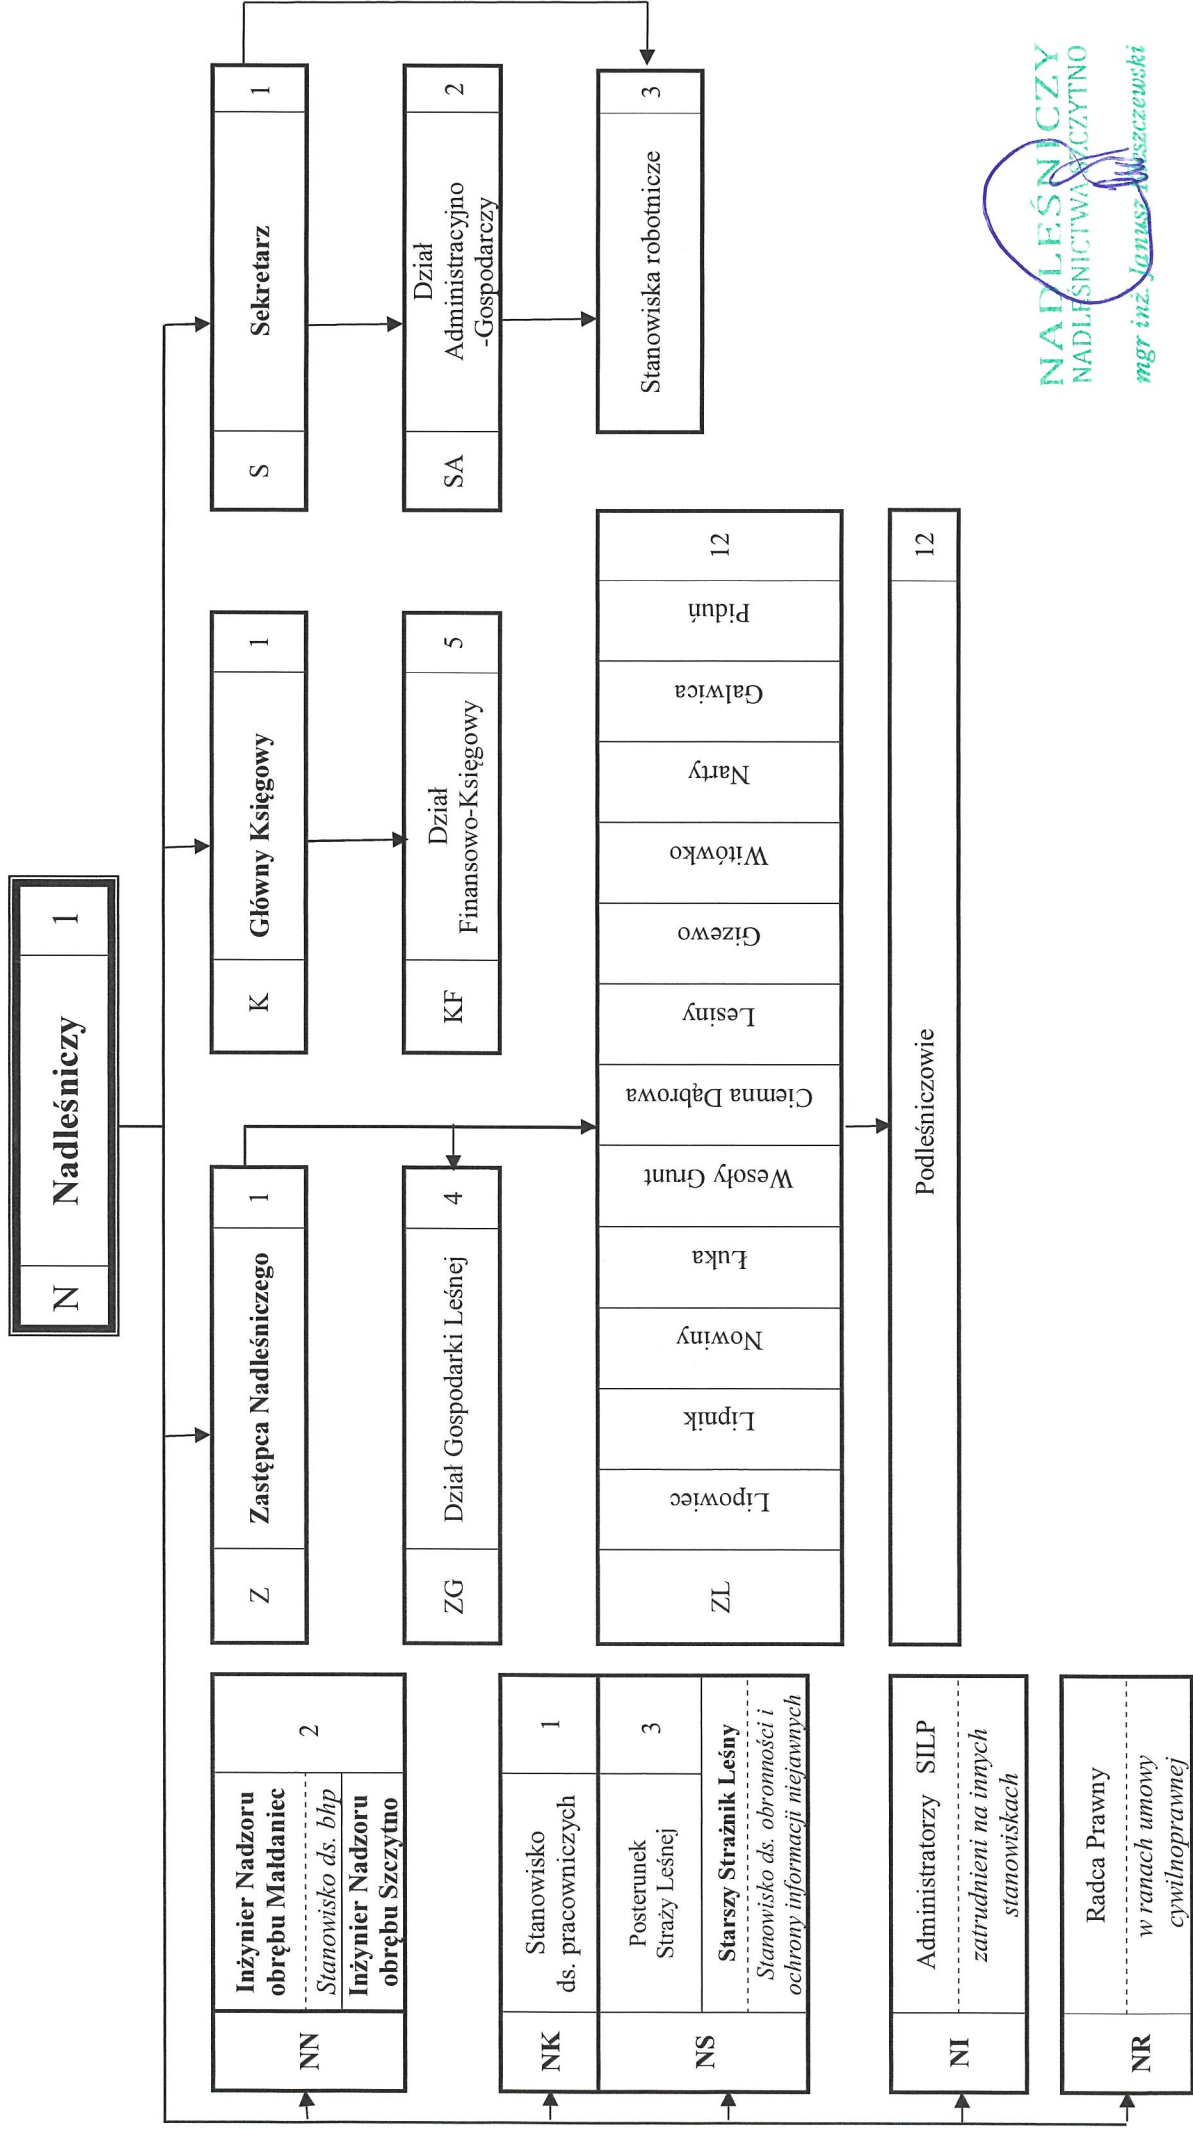 N Nadleśniczy 1
NN
Inżynier Nadzoru
obrębu Małdaniec
Stanowisko ds. bhp
Inżynier Nadzoru
obrębu Szczytno
2
Z Zastępca Nadleśniczego 1
K Główny Księgowy 1
S Sekretarz 1
ZG Dział Gospodarki Leśnej 4
KF
Dział
Finansowo-Księgowy
5
SA
Dział
Administracyjno
-Gospodarczy
2
NK
Stanowisko
ds. pracowniczych
1
NS
Posterunek
Straży Leśnej
3
Starszy Strażnik Leśny
Stanowisko ds. obronności i
ochrony informacji niejawnych
ZL
Lipowiec
Lipnik
Nowiny
Łuka
Wesoły Grunt
Ciemna Dąbrowa
Lesiny
Gizewo
Witówko
Narty
Galwica
Piduń
12
Stanowiska robotnicze 3
NI
Administratorzy SILP
zatrudnieni na innych
stanowiskach
Podleśniczowie 12
NR
Radca Prawny
w ranach umowy
cywilnoprawnej
NADLEŚNICZY
NADLEŚNICTWA SZCZYTNO
mgr inż. Janusz